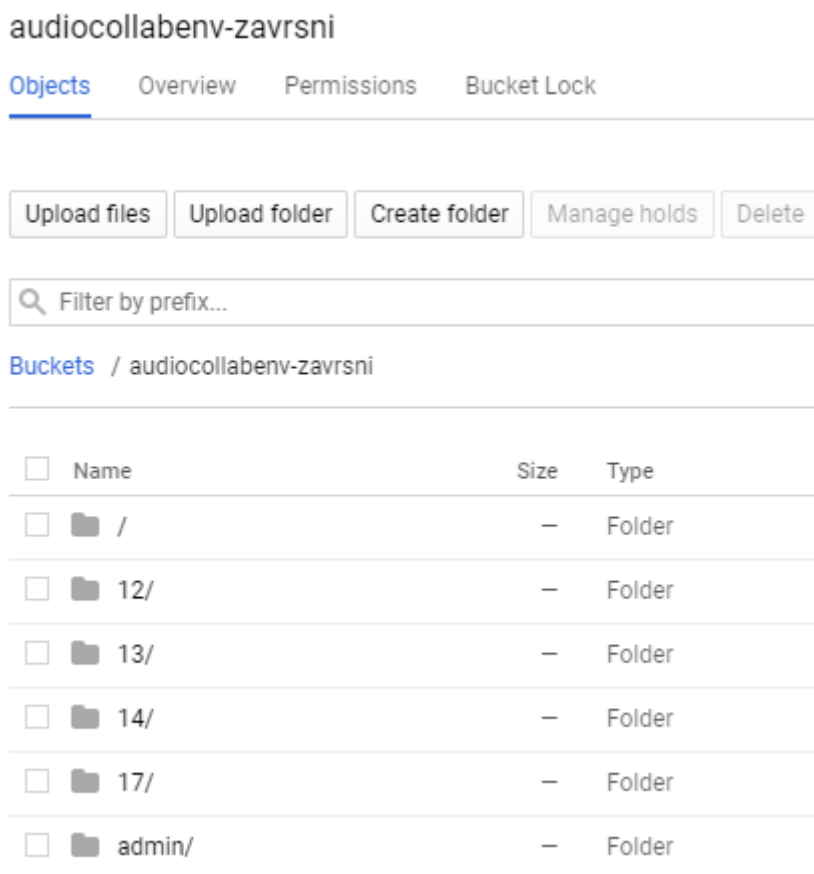 audiocollabenv-zavrsni
Objects Overview Permissions Bucket Lock
Upload files Upload folder Create folder Manage holds Delete
Filter by prefix...
Buckets / audiocollabenv-zavrsni
Name Size Type
/ — Folder
12/ — Folder
13/ — Folder
14/ — Folder
17/ — Folder
admin/ — Folder